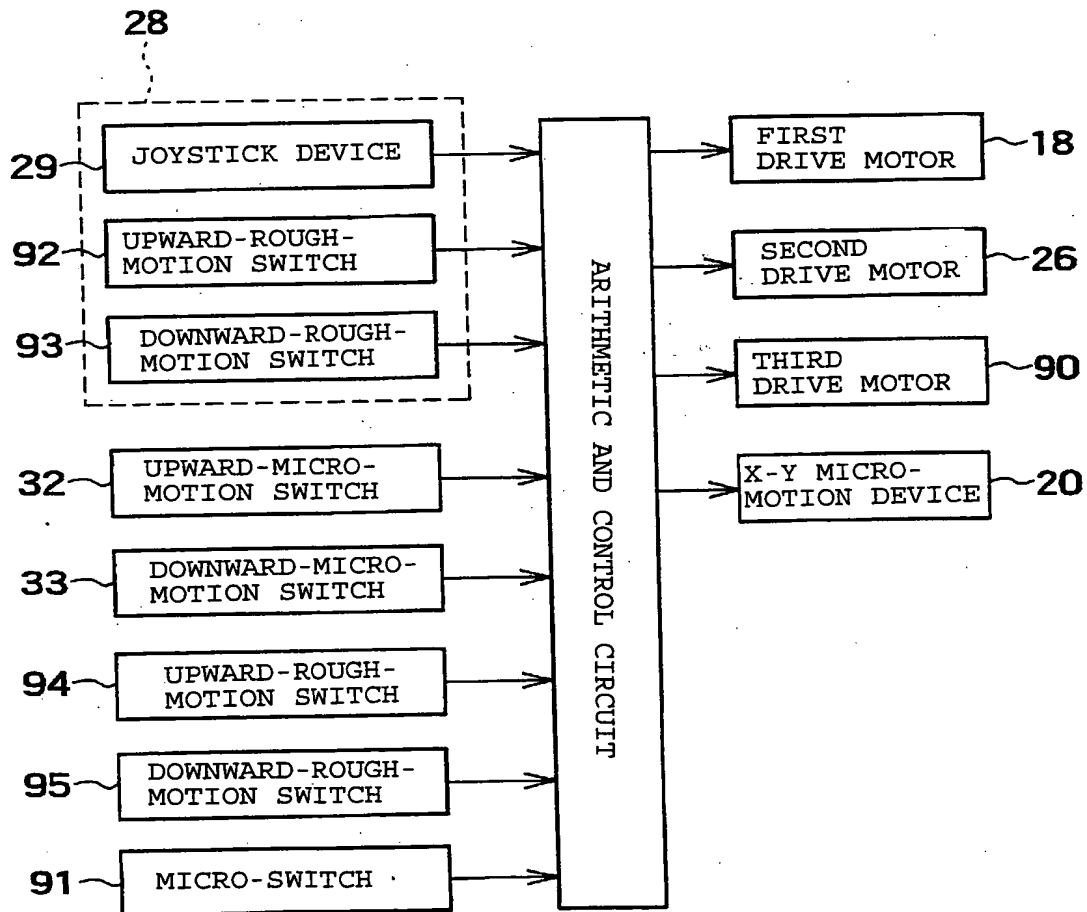 28
29
JOYSTICK DEVICE
92
UPWARD-ROUGH-
MOTION SWITCH
93
DOWNWARD-ROUGH-
MOTION SWITCH
32
UPWARD-MICRO-
MOTION SWITCH
33
DOWNWARD-MICRO-
MOTION SWITCH
94
UPWARD-ROUGH-
MOTION SWITCH
95
DOWNWARD-ROUGH-
MOTION SWITCH
91
MICRO-SWITCH
ARITHMETIC AND CONTROL CIRCUIT
FIRST
DRIVE MOTOR
18
SECOND
DRIVE MOTOR
26
THIRD
DRIVE MOTOR
90
X-Y MICRO-
MOTION DEVICE
20